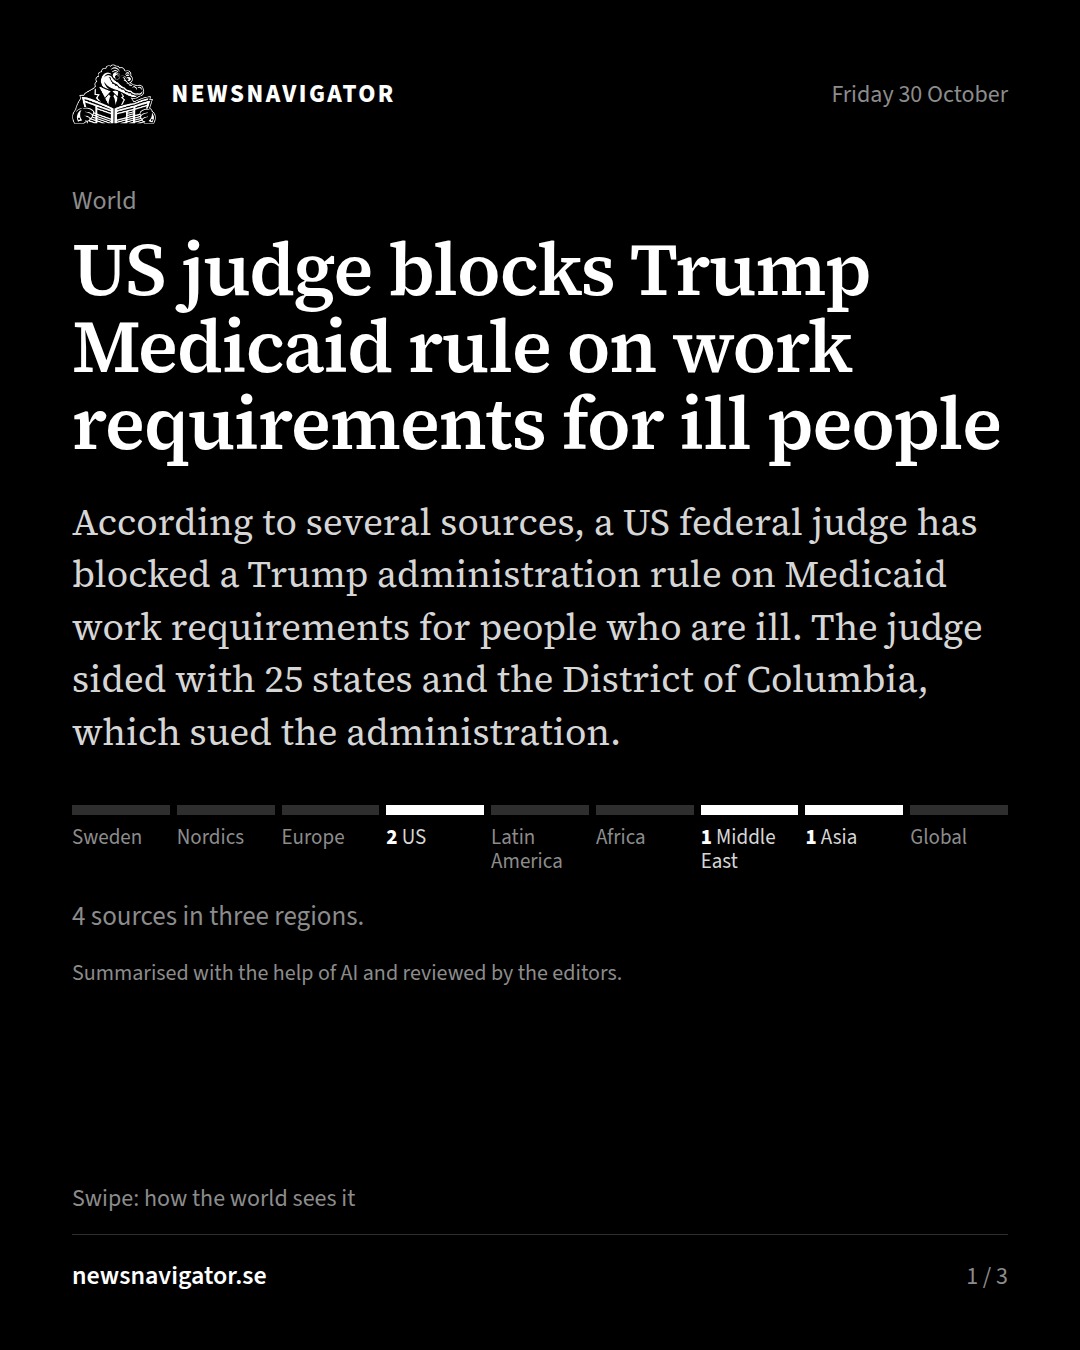 NEWSNAVIGATOR
Friday 30 October
World
US judge blocks Trump
Medicaid rule on work
requirements for ill people
According to several sources, a US federal judge has
blocked a Trump administration rule on Medicaid
work requirements for people who are ill. The judge
sided with 25 states and the District of Columbia,
which sued the administration.
Sweden
Nordics
Europe
2 US
Latin
America
Africa
1 Middle
East
1 Asia
Global
4 sources in three regions.
Summarised with the help of AI and reviewed by the editors.
Swipe: how the world sees it
newsnavigator.se
1 / 3